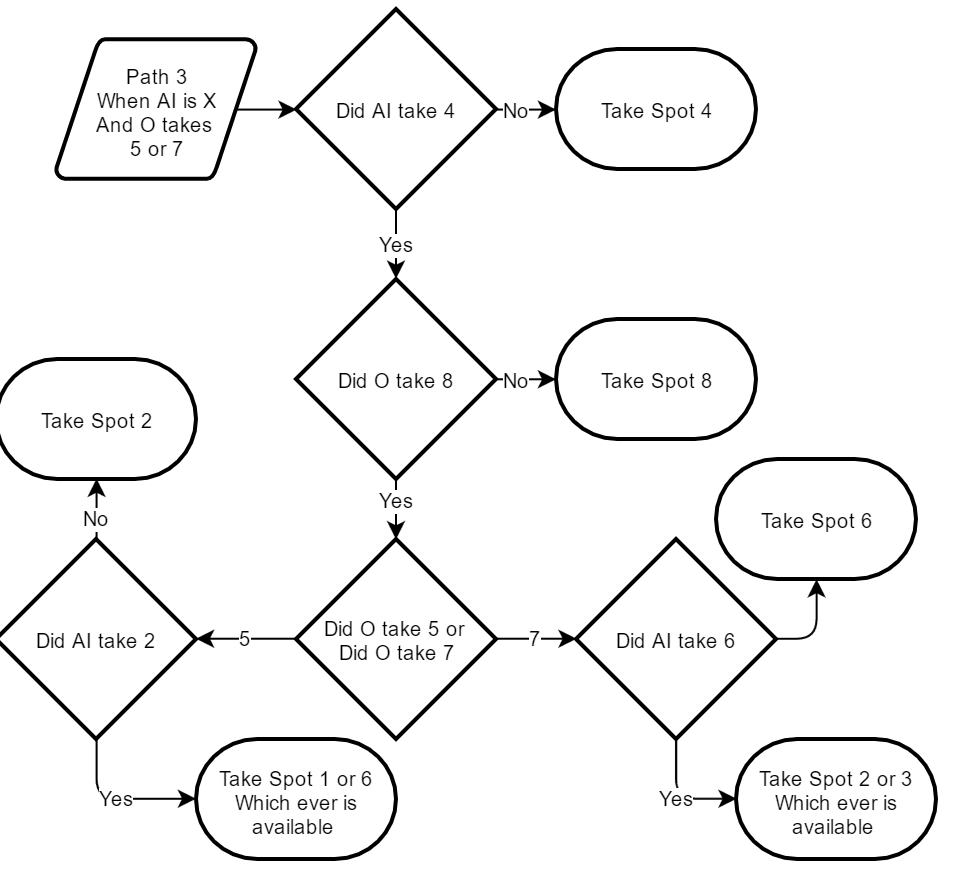 Path 3
When AI is X
And O takes
5 or 7
Did AI take 4
No
Take Spot 4
Yes
Did O take 8
No
Take Spot 8
Take Spot 2
Yes
No
Take Spot 6
Did AI take 2
5
Did O take 5 or
Did O take 7
7
Did AI take 6
Yes
Take Spot 1 or 6
Which ever is
available
Yes
Take Spot 2 or 3
Which ever is
available